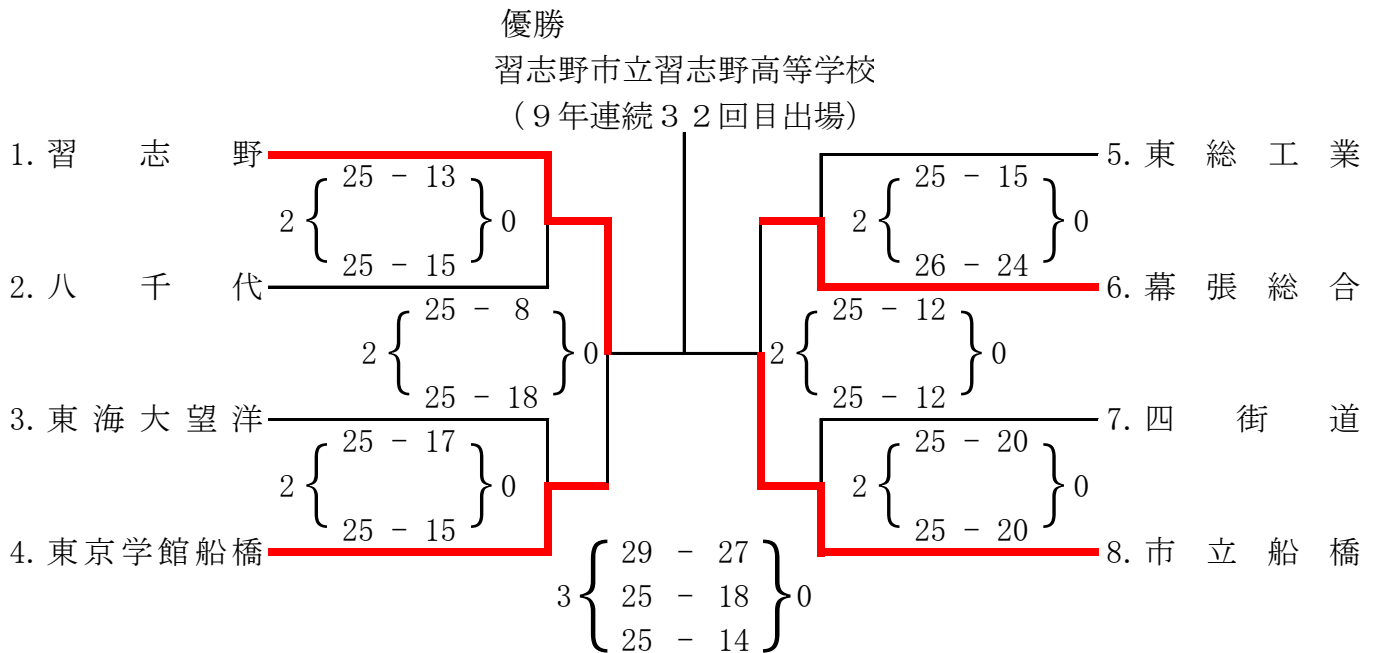 優勝
習志野市立習志野高等学校
（９年連続３２回目出場）
1. 習志野
25 - 13
2 { } 0
25 - 15
2. 八千代
25 - 8
2 { } 0
25 - 18
3. 東海大望洋
25 - 17
2 { } 0
25 - 15
4. 東京学館船橋
5. 東総工業
25 - 15
2 { } 0
26 - 24
6. 幕張総合
25 - 12
2 { } 0
25 - 12
7. 四街道
25 - 20
2 { } 0
25 - 20
8. 市立船橋
29 - 27
3 { 25 - 18 } 0
25 - 14